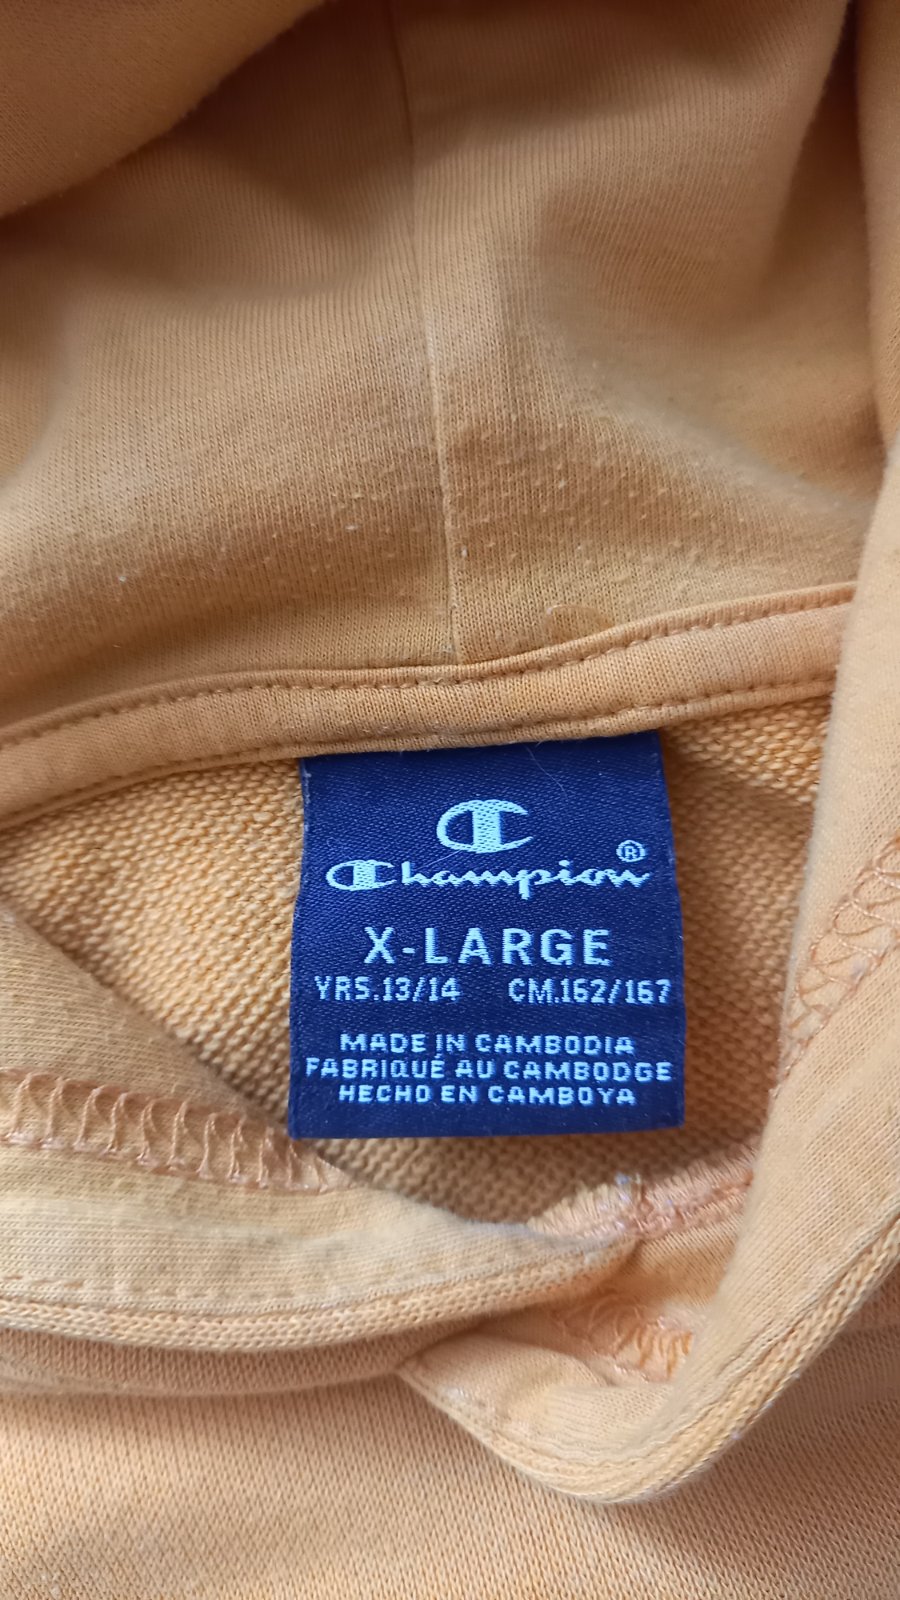 Champion®
X-LARGE
YRS.13/14 CM.162/167
MADE IN CAMBODIA
FABRIQUÉ AU CAMBODGE
HECHO EN CAMBOYA